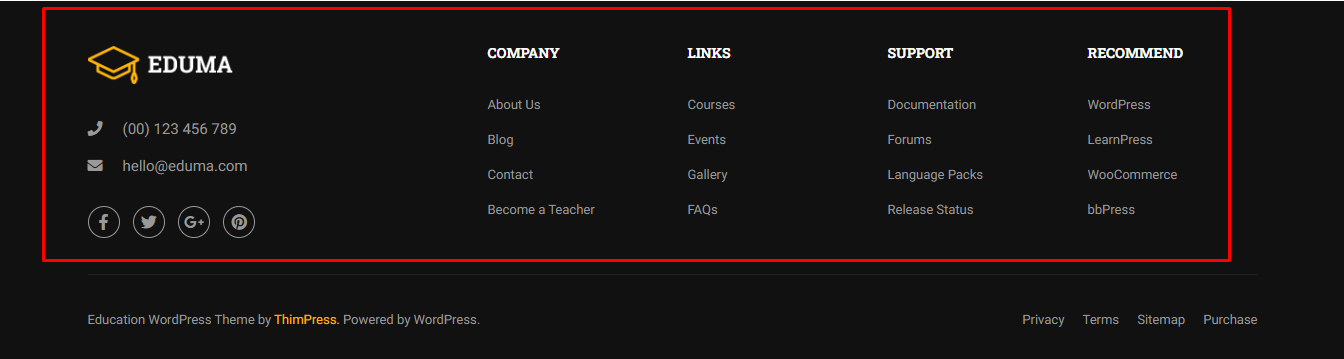 EDUMA
(00) 123 456 789
hello@eduma.com
COMPANY
About Us
Blog
Contact
Become a Teacher
LINKS
Courses
Events
Gallery
FAQs
SUPPORT
Documentation
Forums
Language Packs
Release Status
RECOMMEND
WordPress
LearnPress
WooCommerce
bbPress
Education WordPress Theme by ThimPress. Powered by WordPress.
Privacy Terms Sitemap Purchase